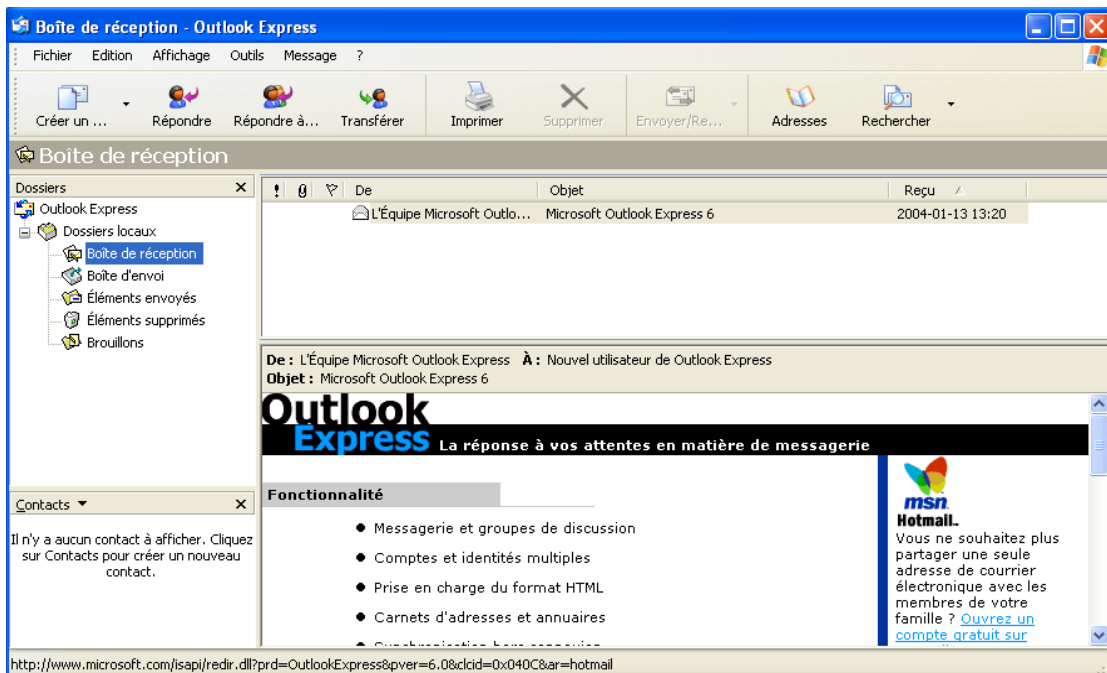 Boîte de réception - Outlook Express
Fichier Edition Affichage Outils Message ?
Créer un ... Répondre Répondre à... Transférer Imprimer Supprimer Envoyer/Re... Adresses Rechercher
Boîte de réception
Dossiers
Outlook Express
Dossiers locaux
Boîte de réception
Boîte d'envoi
Éléments envoyés
Éléments supprimés
Brouillons
Contacts
Il n'y a aucun contact à afficher. Cliquez
sur Contacts pour créer un nouveau
contact.
! De Objet Reçu
L'Équipe Microsoft Outlo... Microsoft Outlook Express 6 2004-01-13 13:20
De : L'Équipe Microsoft Outlook Express À : Nouvel utilisateur de Outlook Express
Objet : Microsoft Outlook Express 6
Outlook
Express La réponse à vos attentes en matière de messagerie
Fonctionnalité
Messagerie et groupes de discussion
Comptes et identités multiples
Prise en charge du format HTML
Carnets d'adresses et annuaires
msn
Hotmail
Vous ne souhaitez plus
partager une seule
adresse de courrier
électronique avec les
membres de votre
famille ? Ouvrez un
compte gratuit sur
http://www.microsoft.com/isapi/redir.dll?prd=OutlookExpress&pver=6.0&clcid=0x040C&ar=hotmail